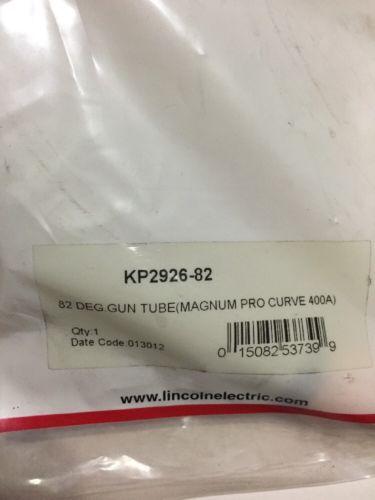 KP2926-82
82 DEG.GUN TUBE(MAGNUM PRO CURVE 400A)
Qty:1
Date Code:013012
0 15082 53739 9
www.lincolnelectric.com